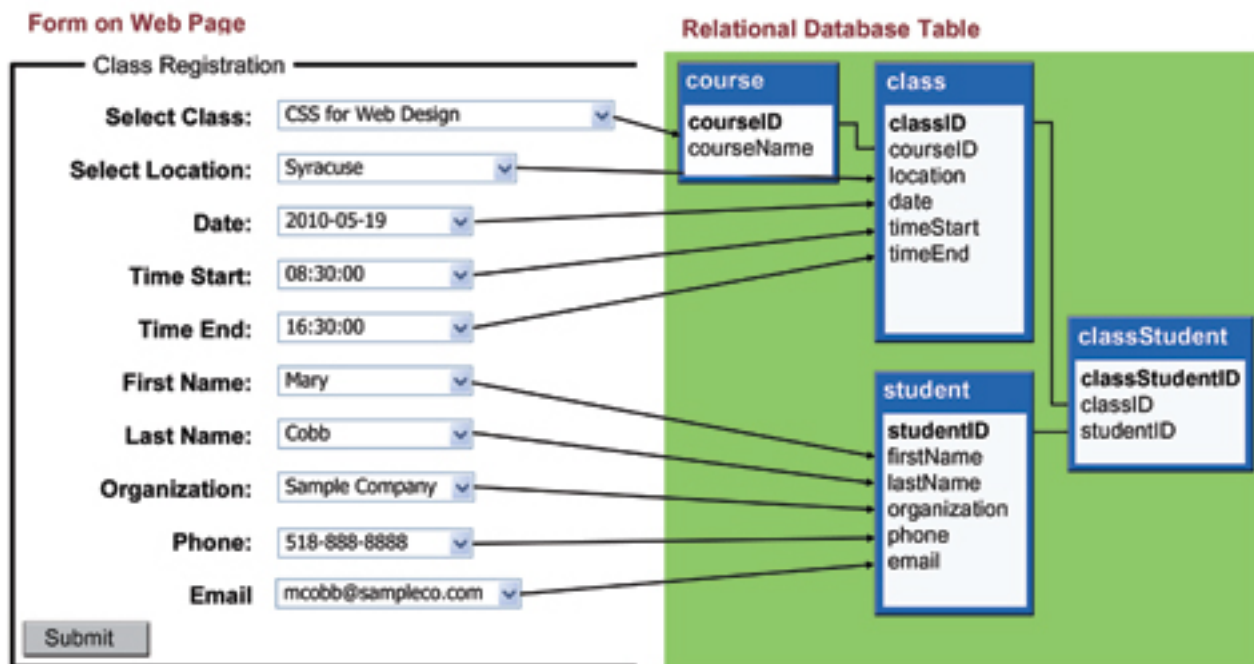 Form on Web Page
Class Registration
Select Class: CSS for Web Design
Select Location: Syracuse
Date: 2010-05-19
Time Start: 08:30:00
Time End: 16:30:00
First Name: Mary
Last Name: Cobb
Organization: Sample Company
Phone: 518-888-8888
Email mcobb@sampleco.com
Submit
Relational Database Table
course
courseID
courseName
class
classID
courseID
location
date
timeStart
timeEnd
student
studentID
firstName
lastName
organization
phone
email
classStudent
classStudentID
classID
studentID